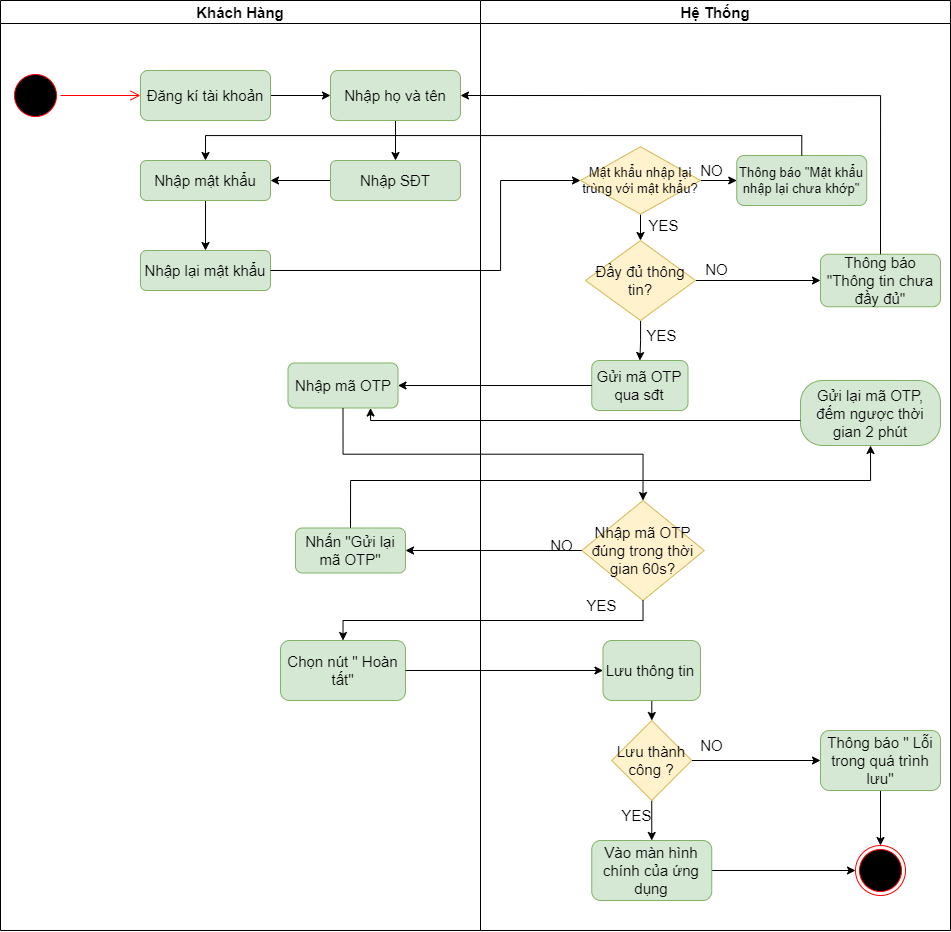 Khách Hàng
Hệ Thống
Đăng kí tài khoản
Nhập họ và tên
Nhập mật khẩu
Nhập SĐT
Mật khẩu nhập lại
trùng với mật khẩu?
NO
Thông báo "Mật khẩu
nhập lại chưa khớp"
YES
Nhập lại mật khẩu
Đầy đủ thông
tin?
NO
Thông báo
"Thông tin chưa
đầy đủ"
YES
Nhập mã OTP
Gửi mã OTP
qua sđt
Gửi lại mã OTP,
đếm ngược thời
gian 2 phút
Nhấn "Gửi lại
mã OTP"
NO
Nhập mã OTP
đúng trong thời
gian 60s?
YES
Chọn nút " Hoàn
tất"
Lưu thông tin
Lưu thành
công ?
NO
Thông báo " Lỗi
trong quá trình
lưu"
YES
Vào màn hình
chính của ứng
dụng